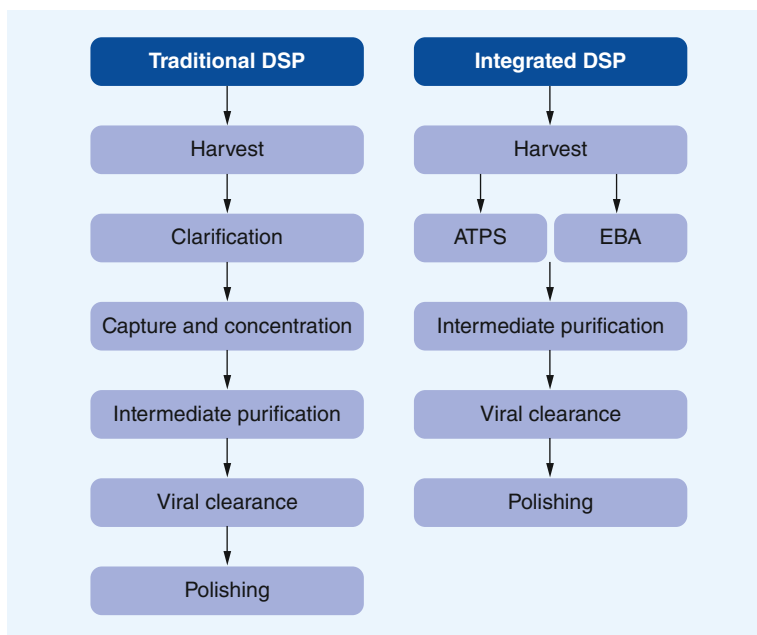 Traditional DSP
Harvest
Clarification
Capture and concentration
Intermediate purification
Viral clearance
Polishing
Integrated DSP
Harvest
ATPS
EBA
Intermediate purification
Viral clearance
Polishing